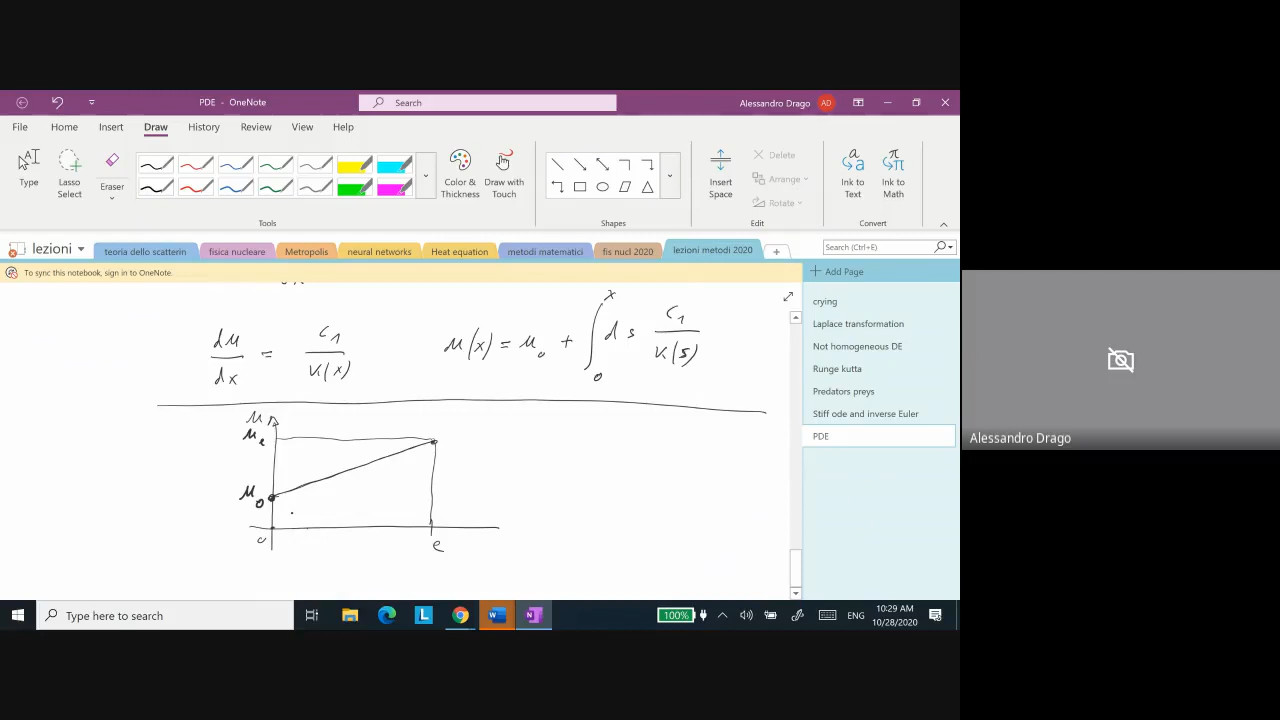 PDE - OneNote
Search
Alessandro Drago
AD
File Home Insert Draw History Review View Help
Type
Lasso Select
Eraser
Color & Thickness
Draw with Touch
Insert Space
Delete
Arrange
Rotate
Ink to Text
Ink to Math
Tools
Shapes
Edit
Convert
lezioni
teoria dello scatterin
fisica nucleare
Metropolis
neural networks
Heat equation
metodi matematici
fis nucl 2020
lezioni metodi 2020
+
Search (Ctrl+E)
To sync this notebook, sign in to OneNote.
+ Add Page
crying
Laplace transformation
Not homogeneous DE
Runge kutta
Predators preys
Stiff ode and inverse Euler
PDE
du/dx = c₁/k(x)
u(x) = u₀ + ∫₀ˣ ds c₁/k(s)
u
uₑ
u₀
o
e
Alessandro Drago
Type here to search
L
100%
ENG
10:29 AM
10/28/2020